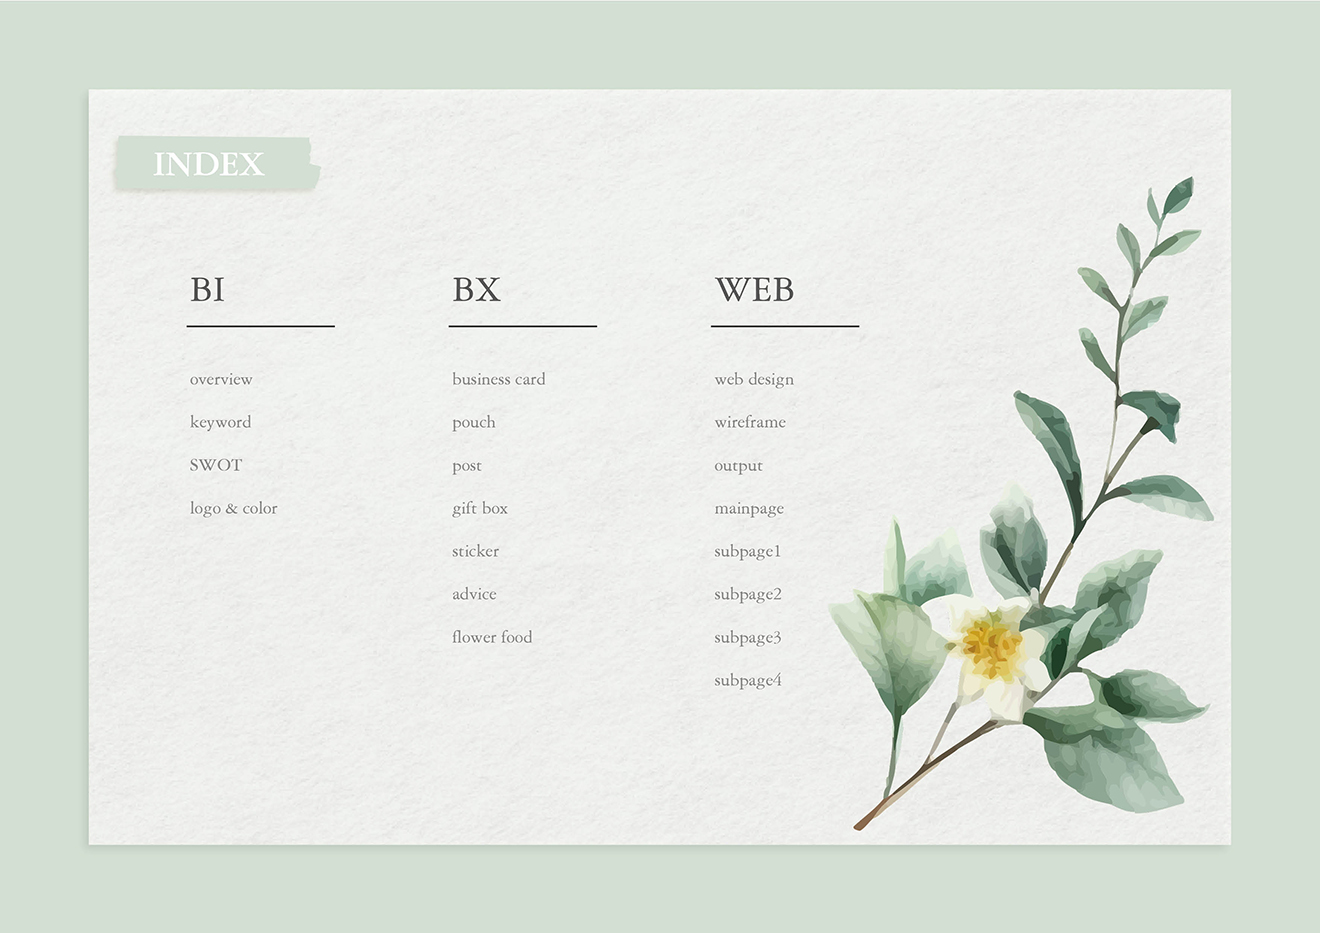 INDEX
BI
overview
keyword
SWOT
logo & color
BX
business card
pouch
post
gift box
sticker
advice
flower food
WEB
web design
wireframe
output
mainpage
subpage1
subpage2
subpage3
subpage4